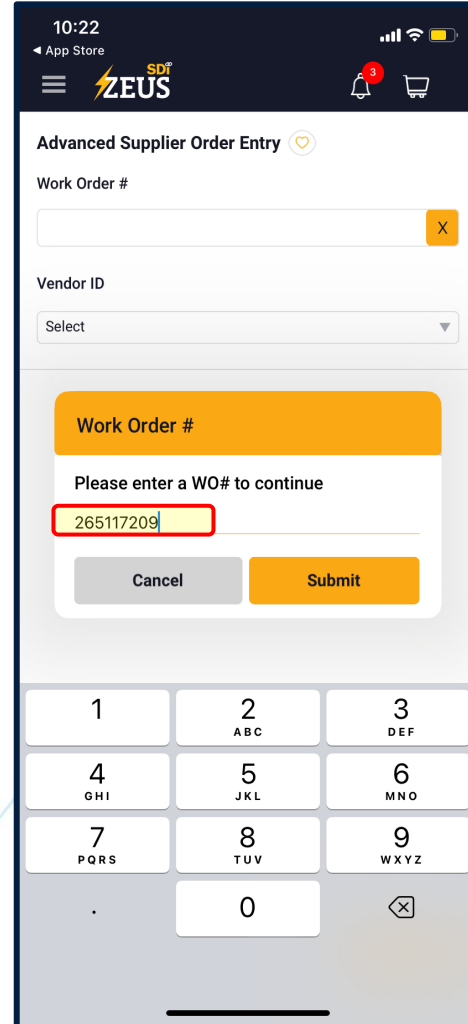 10:22
◄ App Store
SDi
ZEUS
3
Advanced Supplier Order Entry
Work Order #
X
Vendor ID
Select
Work Order #
Please enter a WO# to continue
265117209
Cancel
Submit
1
2
ABC
3
DEF
4
GHI
5
JKL
6
MNO
7
PQRS
8
TUV
9
WXYZ
.
0